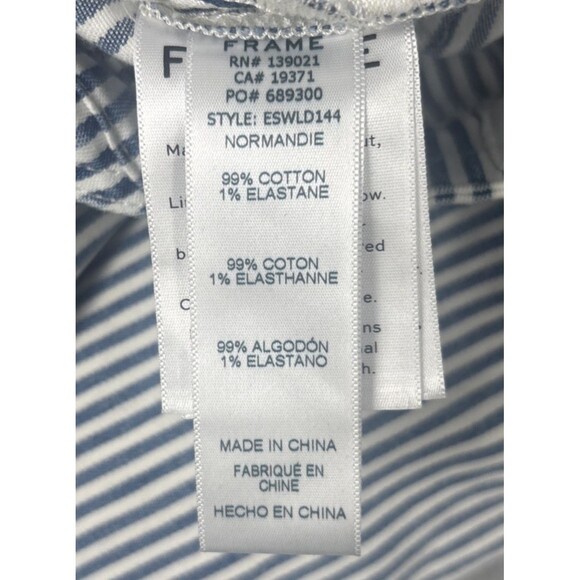 FRAME
RN# 139021
CA# 19371
PO# 689300
STYLE: ESWLD144
NORMANDIE
99% COTTON
1% ELASTANE
99% COTON
1% ELASTHANNE
99% ALGODÓN
1% ELASTANO
MADE IN CHINA
FABRIQUÉ EN
CHINE
HECHO EN CHINA